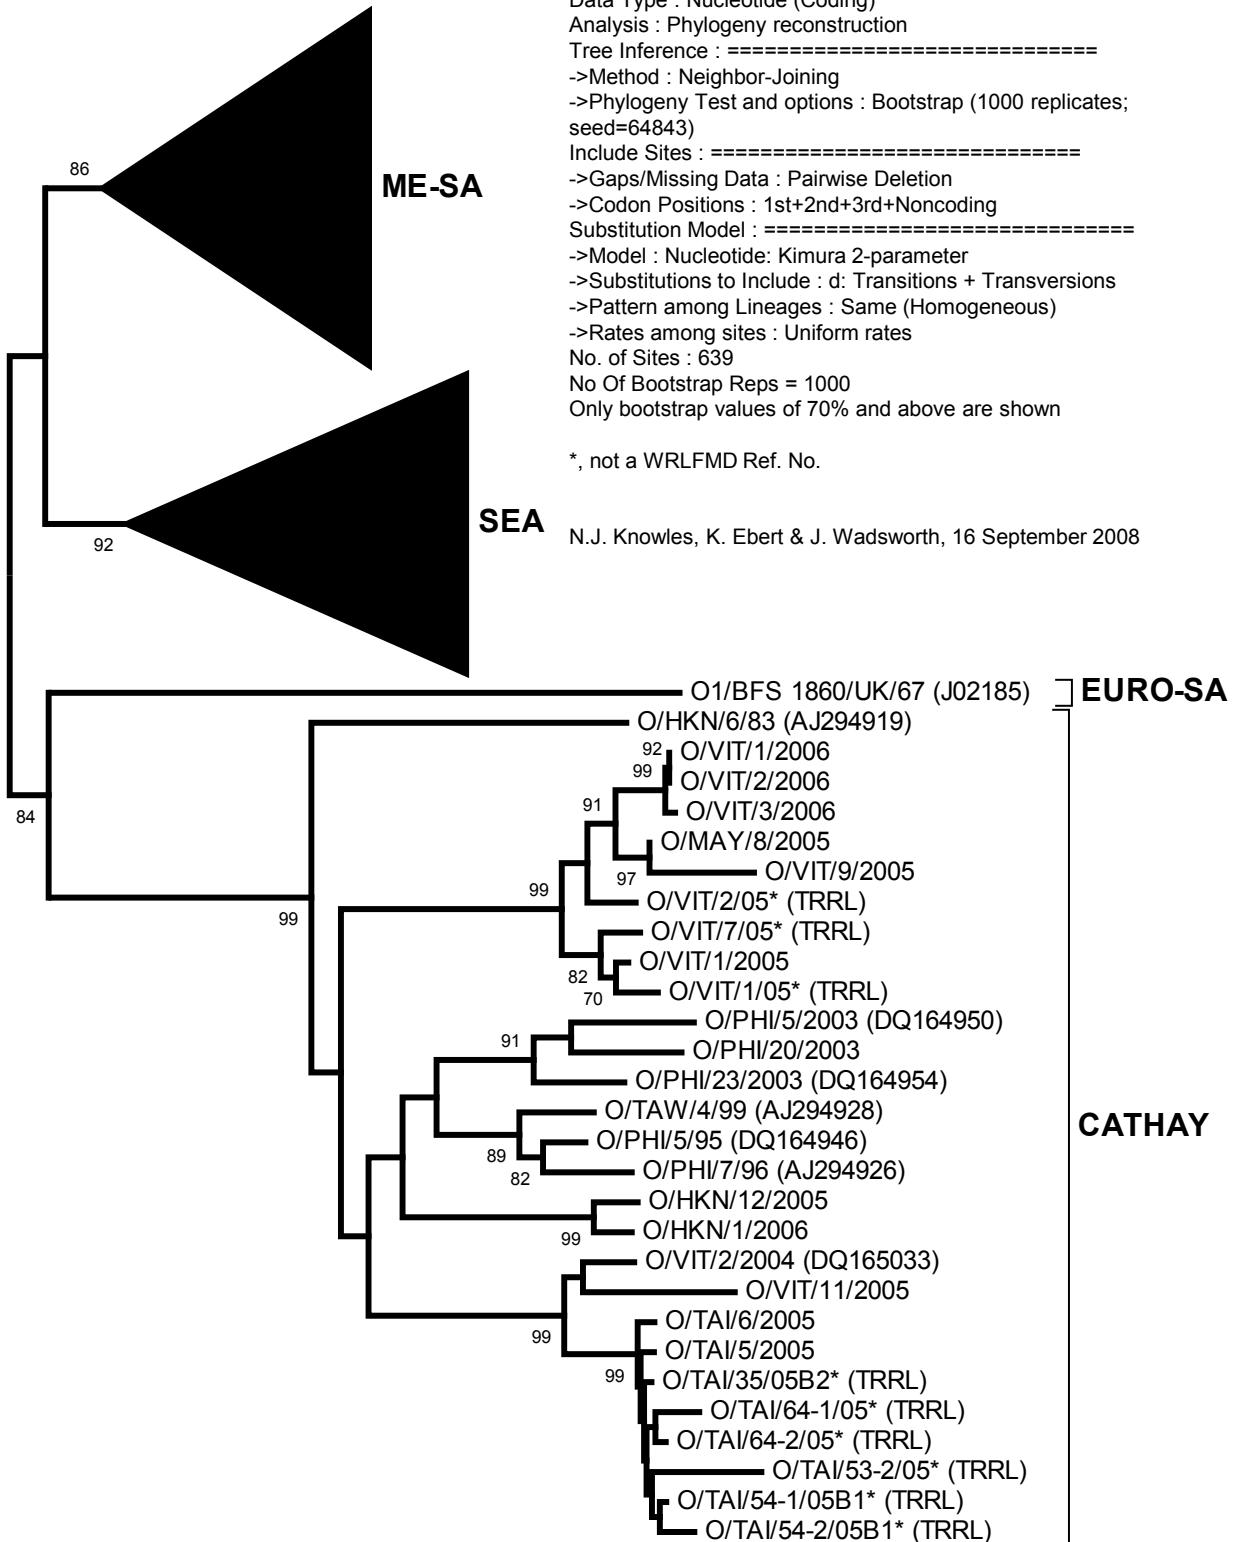 Data Type : Nucleotide (Coding)
Analysis : Phylogeny reconstruction
Tree Inference : ==============================
->Method : Neighbor-Joining
->Phylogeny Test and options : Bootstrap (1000 replicates;
seed=64843)
Include Sites : ==============================
->Gaps/Missing Data : Pairwise Deletion
->Codon Positions : 1st+2nd+3rd+Noncoding
Substitution Model : ==============================
->Model : Nucleotide: Kimura 2-parameter
->Substitutions to Include : d: Transitions + Transversions
->Pattern among Lineages : Same (Homogeneous)
->Rates among sites : Uniform rates
No. of Sites : 639
No Of Bootstrap Reps = 1000
Only bootstrap values of 70% and above are shown
*, not a WRLFMD Ref. No.
N.J. Knowles, K. Ebert & J. Wadsworth, 16 September 2008
86
ME-SA
SEA
92
O1/BFS 1860/UK/67 (J02185)
EURO-SA
O/HKN/6/83 (AJ294919)
92
O/VIT/1/2006
99
O/VIT/2/2006
91
O/VIT/3/2006
84
O/MAY/8/2005
97
O/VIT/9/2005
99
O/VIT/2/05* (TRRL)
99
O/VIT/7/05* (TRRL)
O/VIT/1/2005
82
70
O/VIT/1/05* (TRRL)
O/PHI/5/2003 (DQ164950)
91
O/PHI/20/2003
O/PHI/23/2003 (DQ164954)
O/TAW/4/99 (AJ294928)
CATHAY
O/PHI/5/95 (DQ164946)
89
82
O/PHI/7/96 (AJ294926)
O/HKN/12/2005
O/HKN/1/2006
99
O/VIT/2/2004 (DQ165033)
O/VIT/11/2005
O/TAI/6/2005
99
O/TAI/5/2005
99
O/TAI/35/05B2* (TRRL)
O/TAI/64-1/05* (TRRL)
O/TAI/64-2/05* (TRRL)
O/TAI/53-2/05* (TRRL)
O/TAI/54-1/05B1* (TRRL)
O/TAI/54-2/05B1* (TRRL)